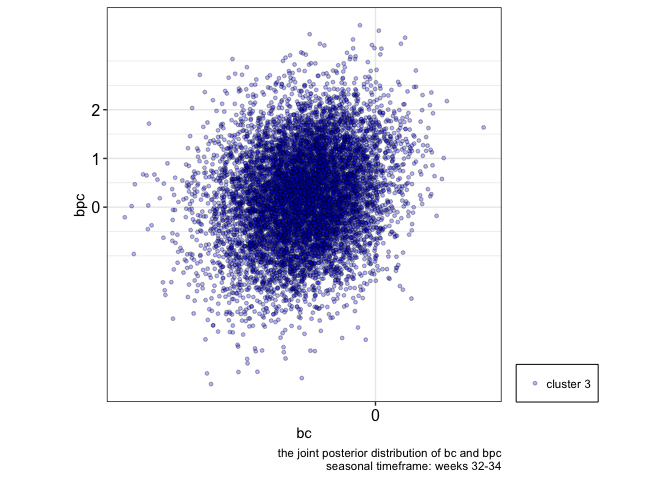 2
1
0
bpc
0
bc
cluster 3
the joint posterior distribution of bc and bpc
seasonal timeframe: weeks 32-34